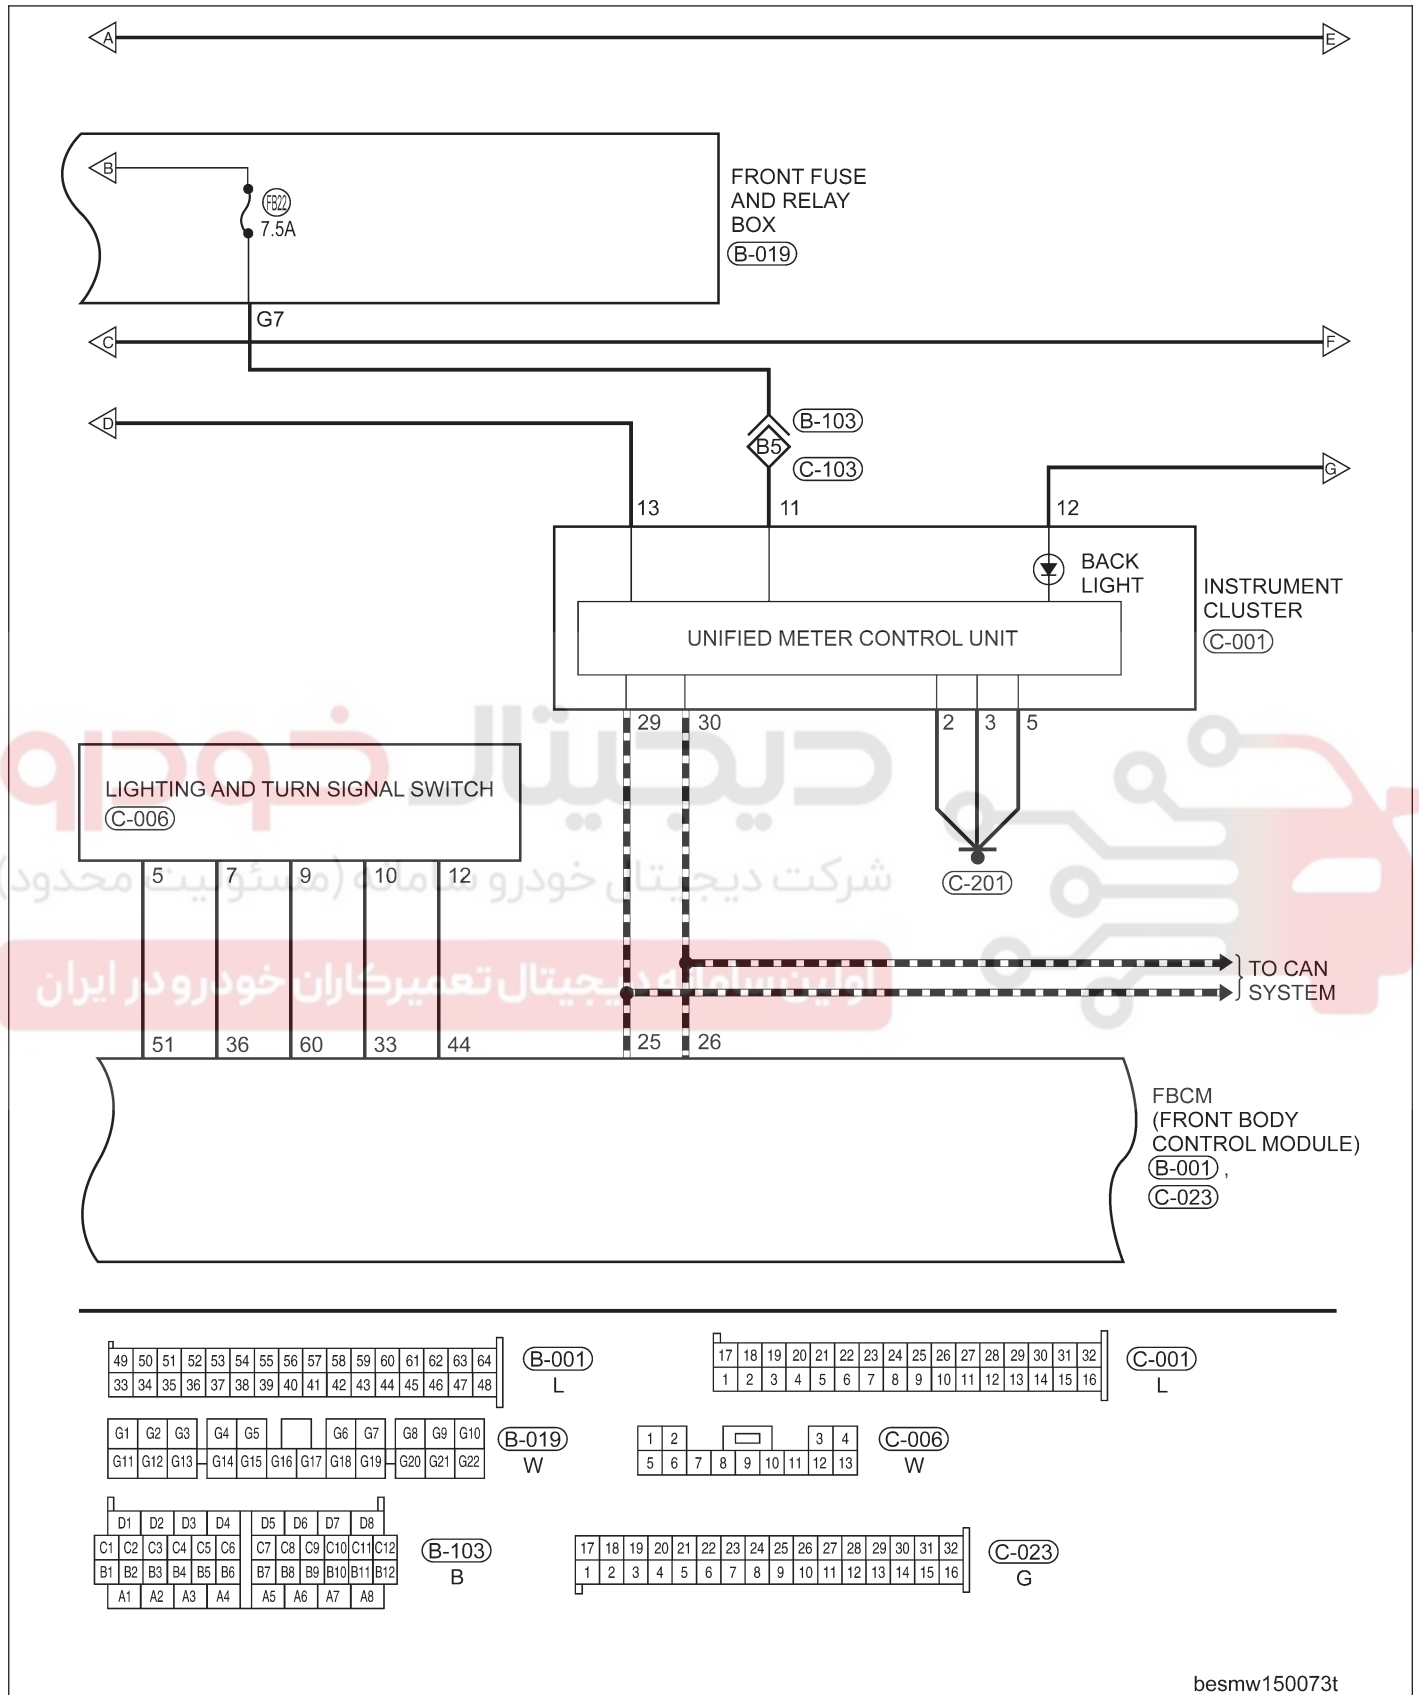 A E
B
FB22
7.5A
FRONT FUSE
AND RELAY
BOX
B-019
G7
C F
D
B-103
B5
C-103
G
13 11 12
BACK
LIGHT
INSTRUMENT
CLUSTER
C-001
UNIFIED METER CONTROL UNIT
29 30 2 3 5
دیجیتال خودرو
LIGHTING AND TURN SIGNAL SWITCH
C-006
5 7 9 10 12
شرکت دیجیتال خودرو سامانه (مسئولیت محدود)
C-201
اولین سامانه دیجیتال تعمیرکاران خودرو در ایران
TO CAN
SYSTEM
51 36 60 33 44 25 26
FBCM
(FRONT BODY
CONTROL MODULE)
B-001 ,
C-023
49 50 51 52 53 54 55 56 57 58 59 60 61 62 63 64
33 34 35 36 37 38 39 40 41 42 43 44 45 46 47 48
B-001
L
17 18 19 20 21 22 23 24 25 26 27 28 29 30 31 32
1 2 3 4 5 6 7 8 9 10 11 12 13 14 15 16
C-001
L
G1 G2 G3 G4 G5 G6 G7 G8 G9 G10
G11 G12 G13 G14 G15 G16 G17 G18 G19 G20 G21 G22
B-019
W
1 2 3 4
5 6 7 8 9 10 11 12 13
C-006
W
D1 D2 D3 D4 D5 D6 D7 D8
C1 C2 C3 C4 C5 C6 C7 C8 C9 C10 C11 C12
B1 B2 B3 B4 B5 B6 B7 B8 B9 B10 B11 B12
A1 A2 A3 A4 A5 A6 A7 A8
B-103
B
17 18 19 20 21 22 23 24 25 26 27 28 29 30 31 32
1 2 3 4 5 6 7 8 9 10 11 12 13 14 15 16
C-023
G
besmw150073t